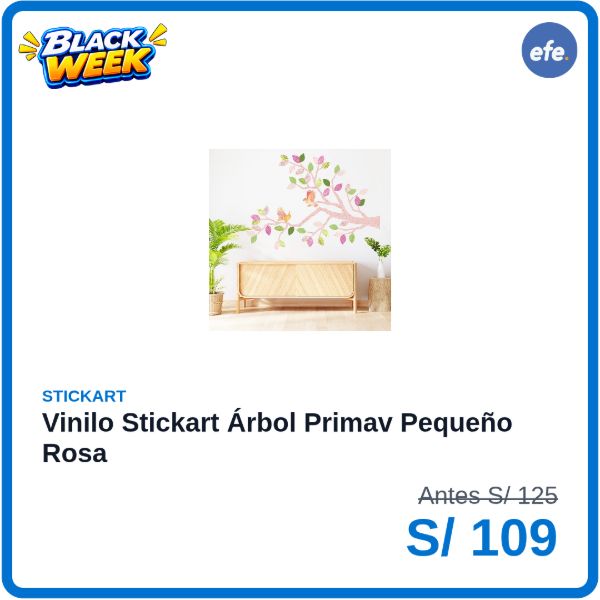 BLACK
WEEK
efe.
STICKART
Vinilo Stickart Árbol Primav Pequeño
Rosa
Antes S/ 125
S/ 109